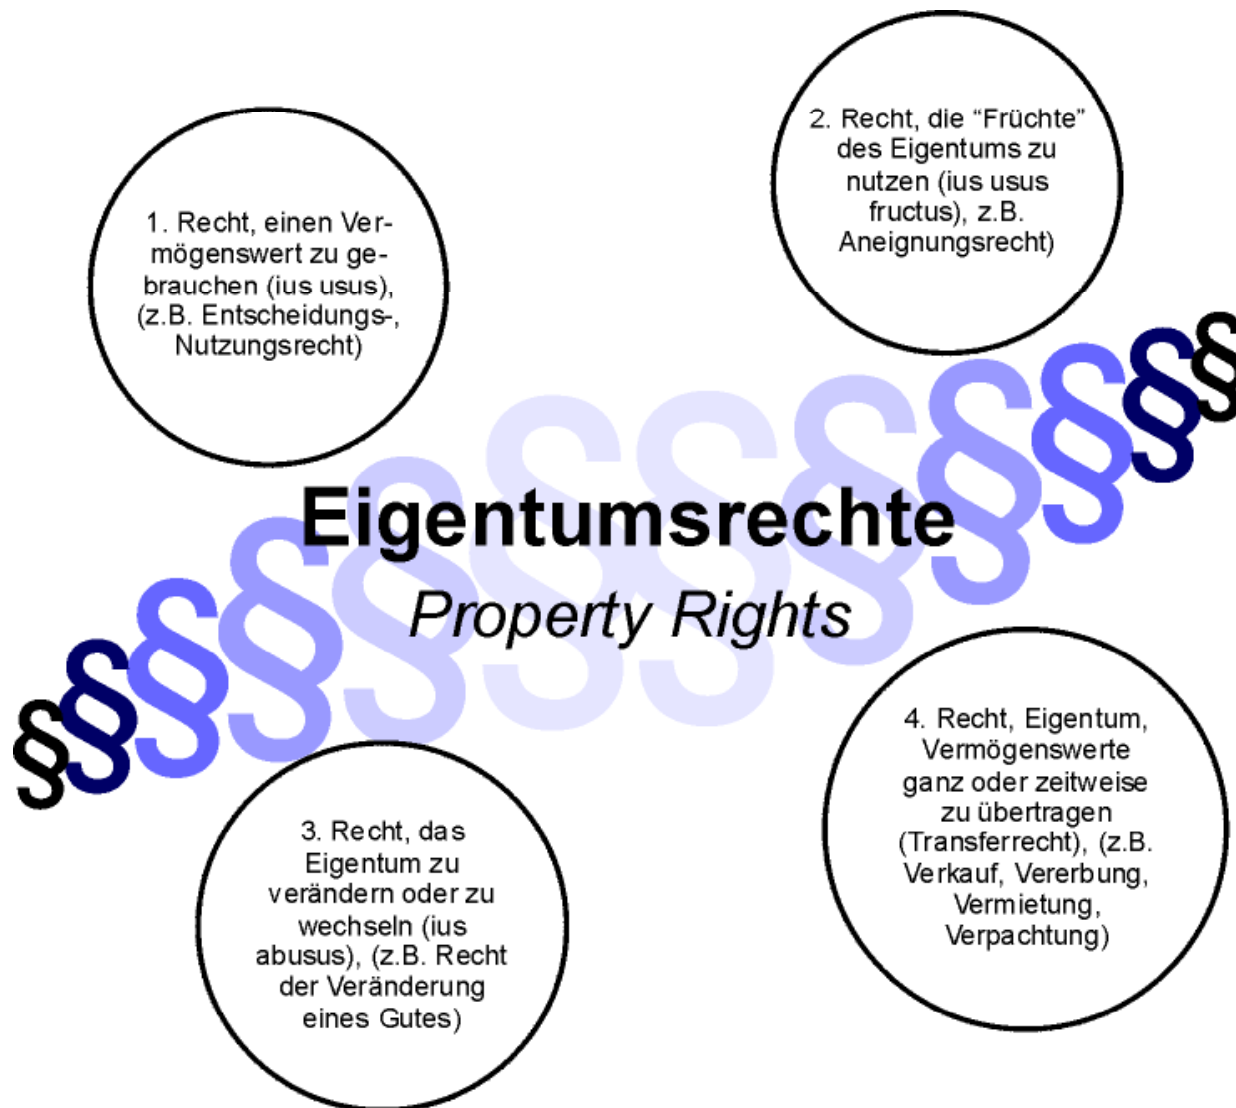 1. Recht, einen Ver-
mögenswert zu ge-
brauchen (ius usus),
(z.B. Entscheidungs-,
Nutzungsrecht)
2. Recht, die “Früchte”
des Eigentums zu
nutzen (ius usus
fructus), z.B.
Aneignungsrecht)
§ § § § § § § § § § § §
Eigentumsrechte
Property Rights
3. Recht, das
Eigentum zu
verändern oder zu
wechseln (ius
abusus), (z.B. Recht
der Veränderung
eines Gutes)
4. Recht, Eigentum,
Vermögenswerte
ganz oder zeitweise
zu übertragen
(Transferrecht), (z.B.
Verkauf, Vererbung,
Vermietung,
Verpachtung)